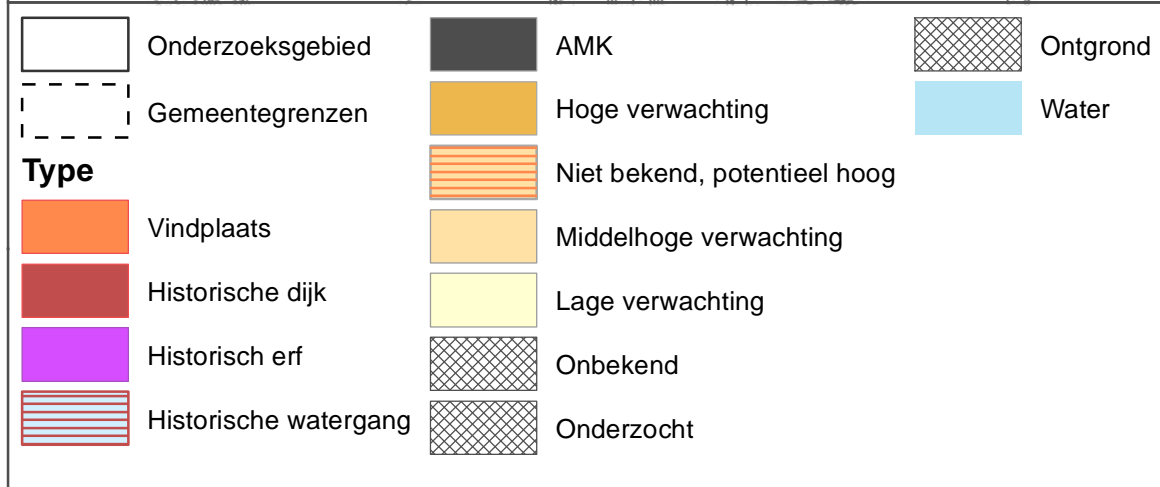 Onderzoeksgebied
Gemeentegrenzen
Type
Vindplaats
Historische dijk
Historisch erf
Historische watergang
AMK
Hoge verwachting
Niet bekend, potentieel hoog
Middelhoge verwachting
Lage verwachting
Onbekend
Onderzocht
Ontgrond
Water